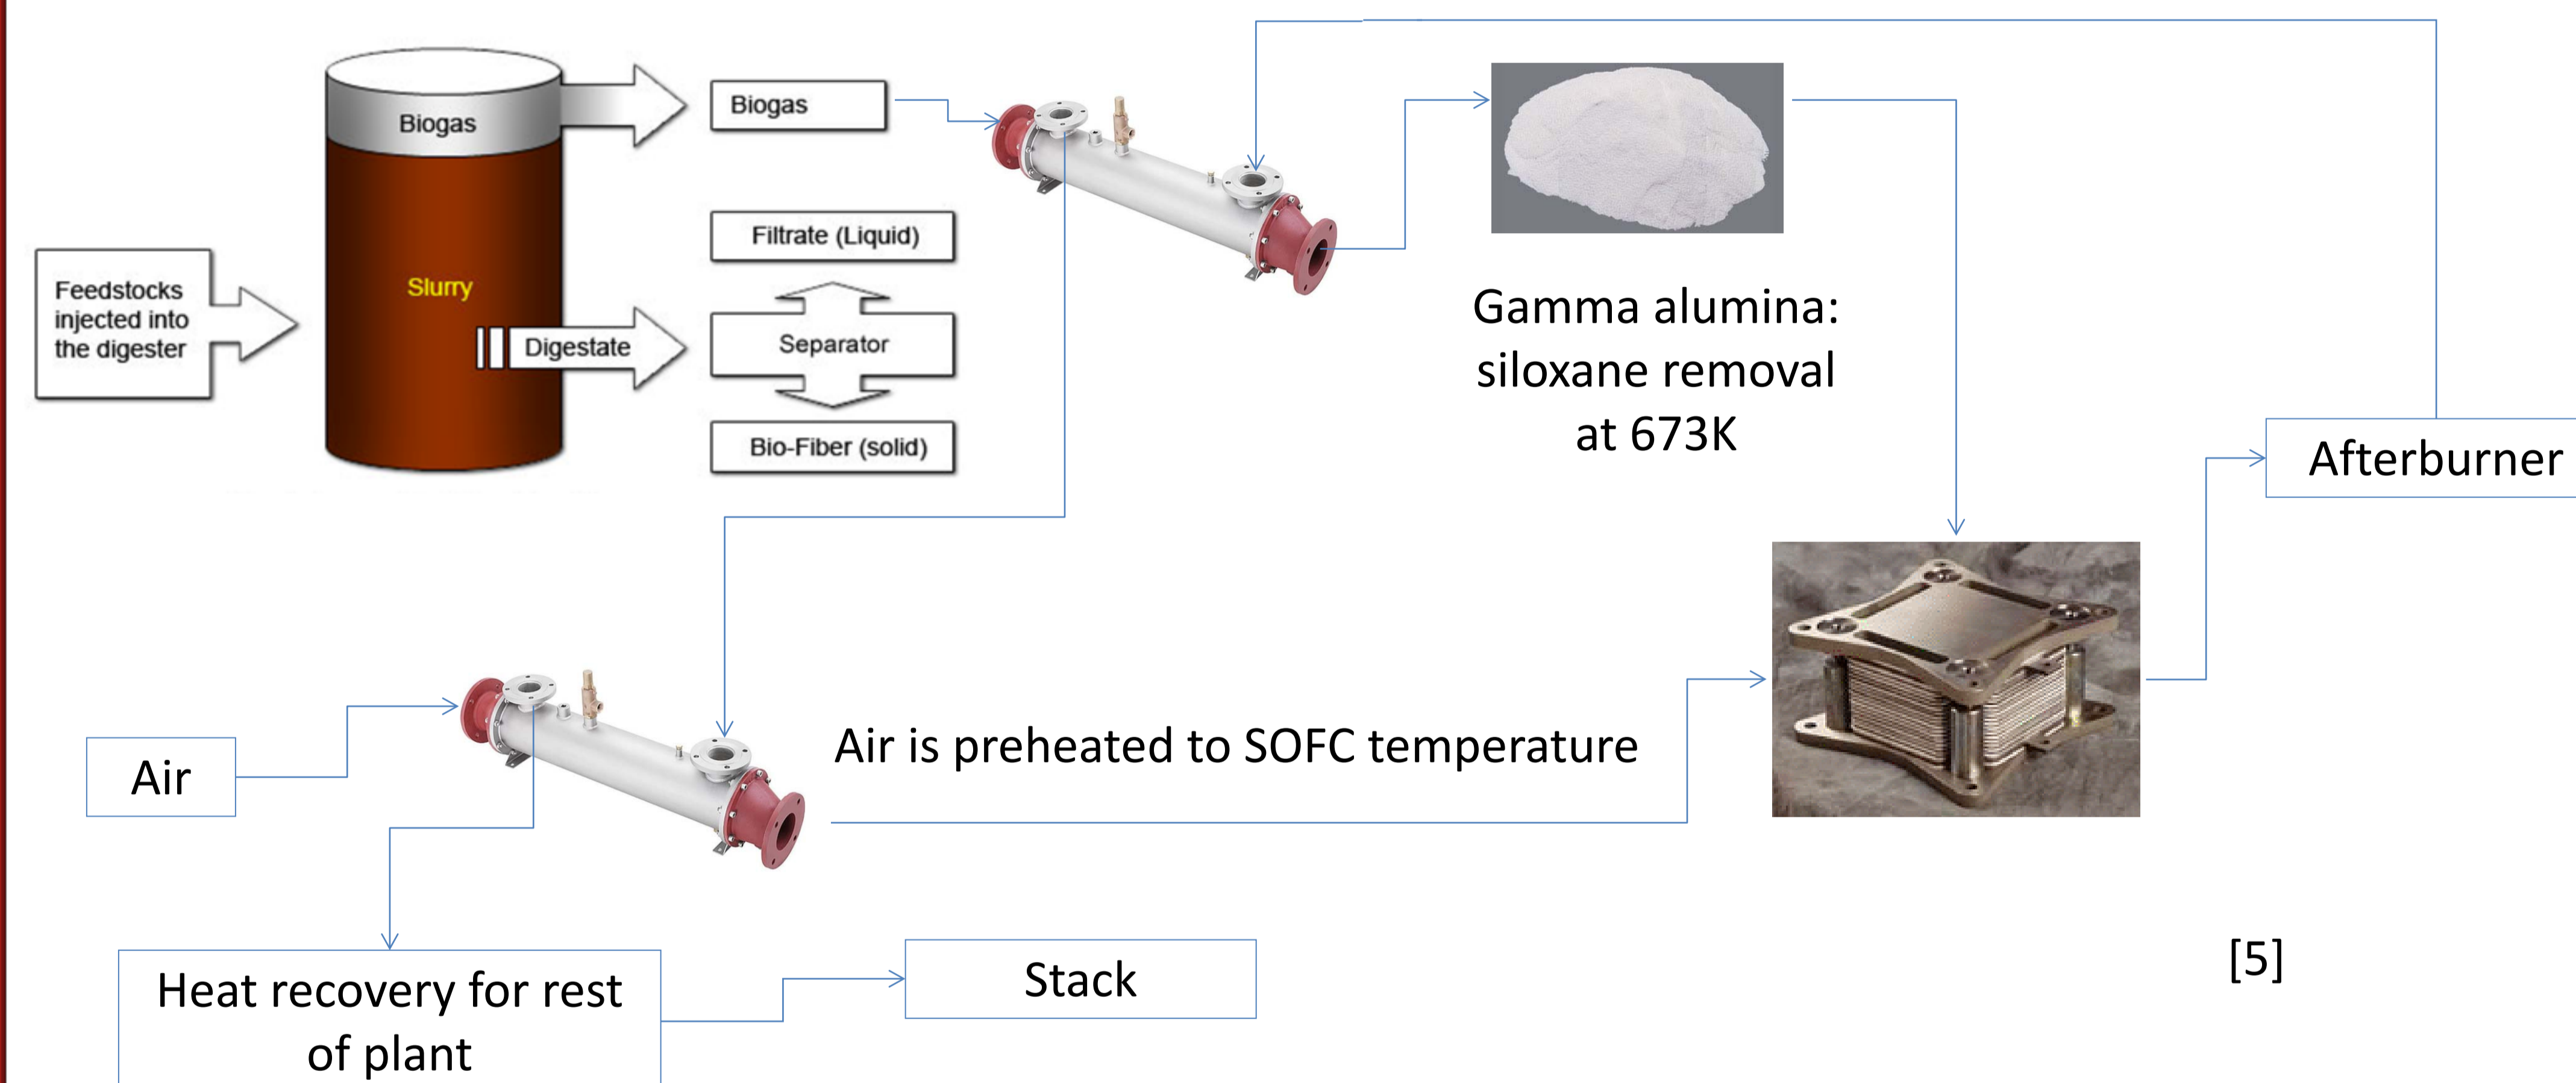 Biogas
Biogas
Filtrate (Liquid)
Feedstocks
injected into
the digester
Slurry
Digestate
Separator
Bio-Fiber (solid)
Gamma alumina:
siloxane removal
at 673K
Afterburner
Air
Air is preheated to SOFC temperature
Heat recovery for rest
of plant
Stack
[5]